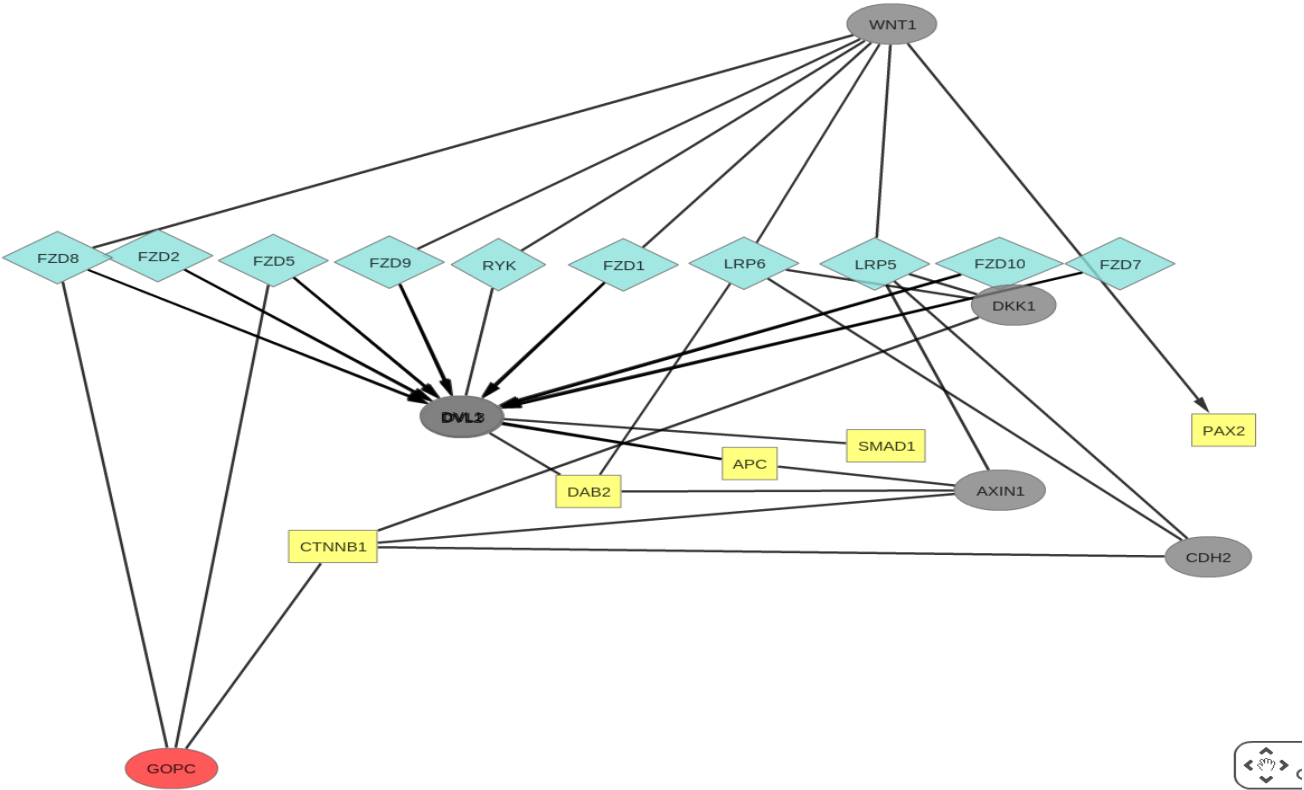 WNT1
FZD8
FZD2
FZD5
FZD9
RYK
FZD1
LRP6
LRP5
FZD10
FZD7
DKK1
PAX2
SMAD1
APC
DAB2
AXIN1
CTNNB1
CDH2
GOPC